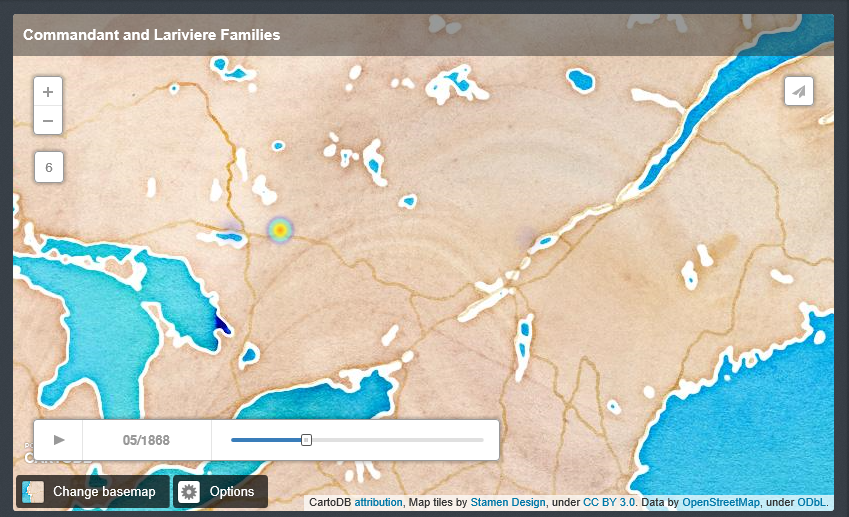 Commandant and Lariviere Families
+
−
6
05/1868
CARTODB
Change basemap
Options
CartoDB attribution, Map tiles by Stamen Design, under CC BY 3.0. Data by OpenStreetMap, under ODbL.